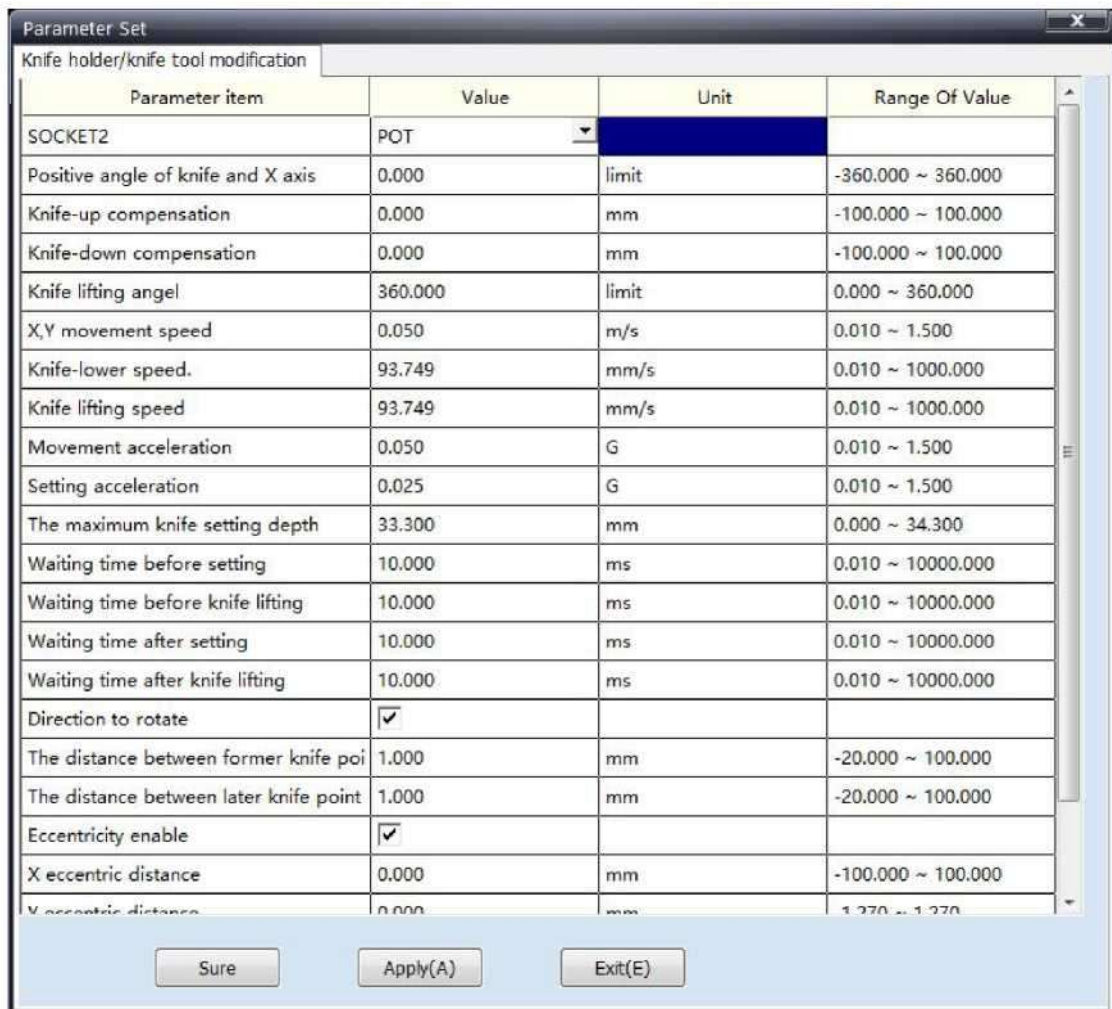 Parameter Set
Knife holder/knife tool modification
Parameter item Value Unit Range Of Value
SOCKET2 POT
Positive angle of knife and X axis 0.000 limit -360.000 ~ 360.000
Knife-up compensation 0.000 mm -100.000 ~ 100.000
Knife-down compensation 0.000 mm -100.000 ~ 100.000
Knife lifting angel 360.000 limit 0.000 ~ 360.000
X,Y movement speed 0.050 m/s 0.010 ~ 1.500
Knife-lower speed. 93.749 mm/s 0.010 ~ 1000.000
Knife lifting speed 93.749 mm/s 0.010 ~ 1000.000
Movement acceleration 0.050 G 0.010 ~ 1.500
Setting acceleration 0.025 G 0.010 ~ 1.500
The maximum knife setting depth 33.300 mm 0.000 ~ 34.300
Waiting time before setting 10.000 ms 0.010 ~ 10000.000
Waiting time before knife lifting 10.000 ms 0.010 ~ 10000.000
Waiting time after setting 10.000 ms 0.010 ~ 10000.000
Waiting time after knife lifting 10.000 ms 0.010 ~ 10000.000
Direction to rotate
The distance between former knife poi 1.000 mm -20.000 ~ 100.000
The distance between later knife point 1.000 mm -20.000 ~ 100.000
Eccentricity enable
X eccentric distance 0.000 mm -100.000 ~ 100.000
Y eccentric distance 0.000 mm -1.270 ~ 1.270
Sure Apply(A) Exit(E)